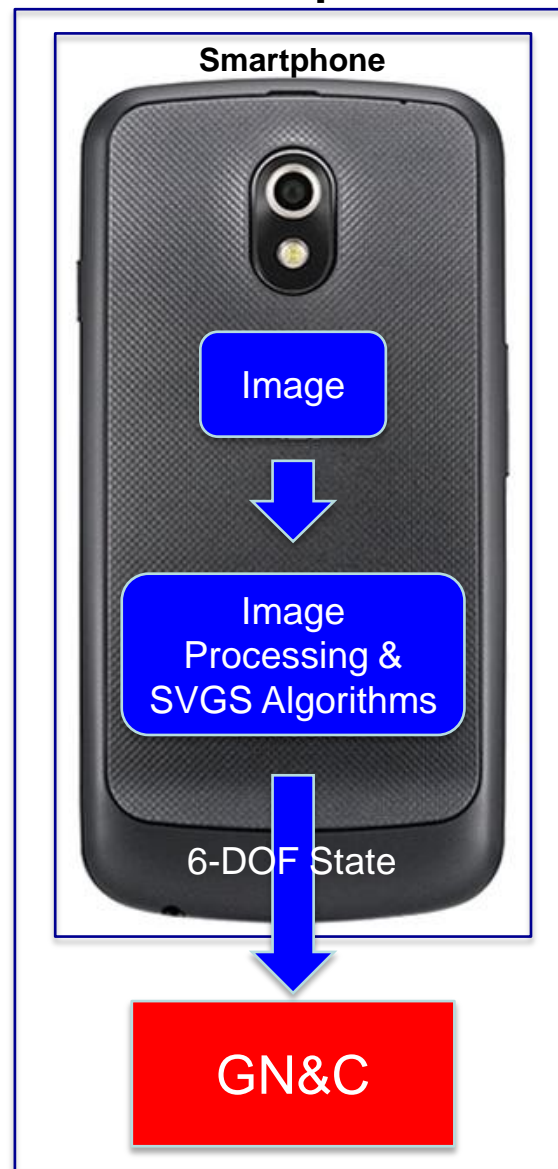 Smartphone
Image
Image
Processing &
SVGS Algorithms
6-DOF State
GN&C